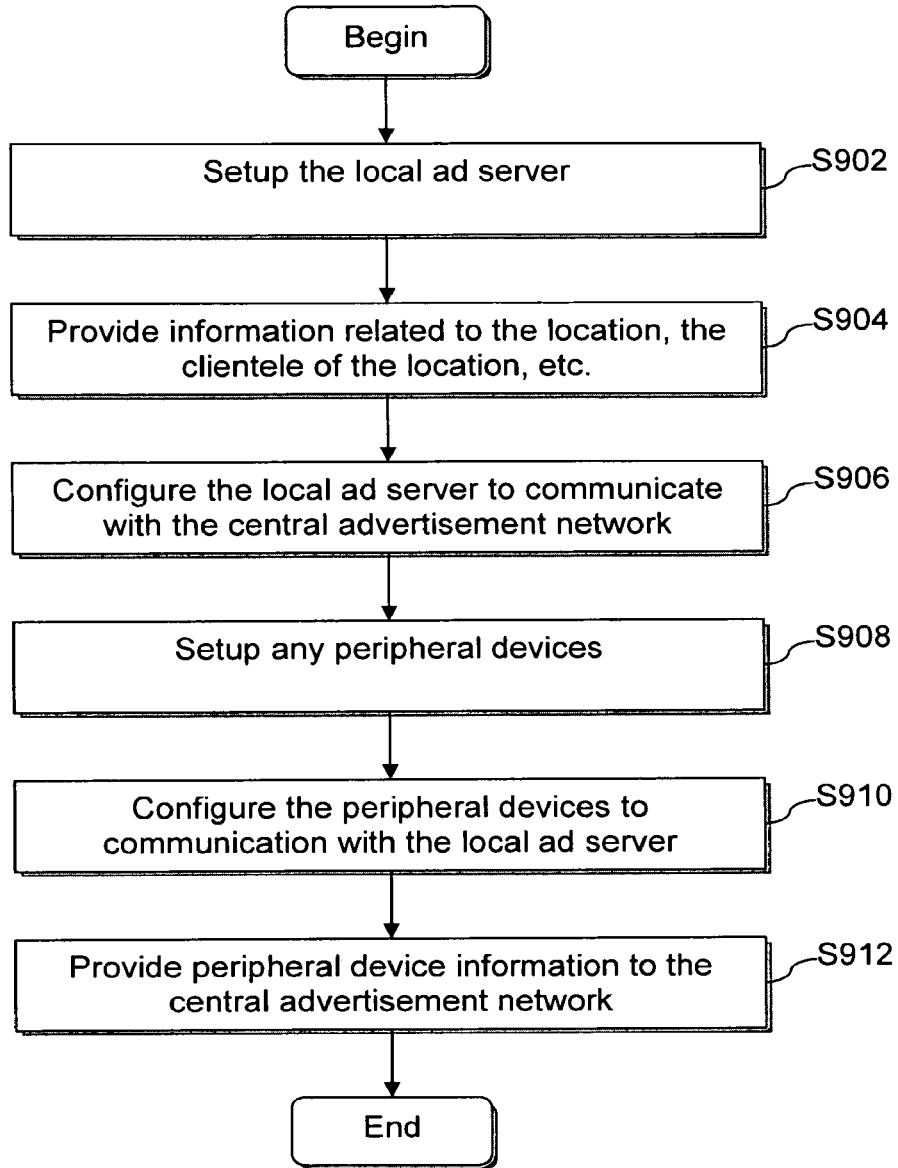 Begin
Setup the local ad server
S902
Provide information related to the location, the
clientele of the location, etc.
S904
Configure the local ad server to communicate
with the central advertisement network
S906
Setup any peripheral devices
S908
Configure the peripheral devices to
communication with the local ad server
S910
Provide peripheral device information to the
central advertisement network
S912
End